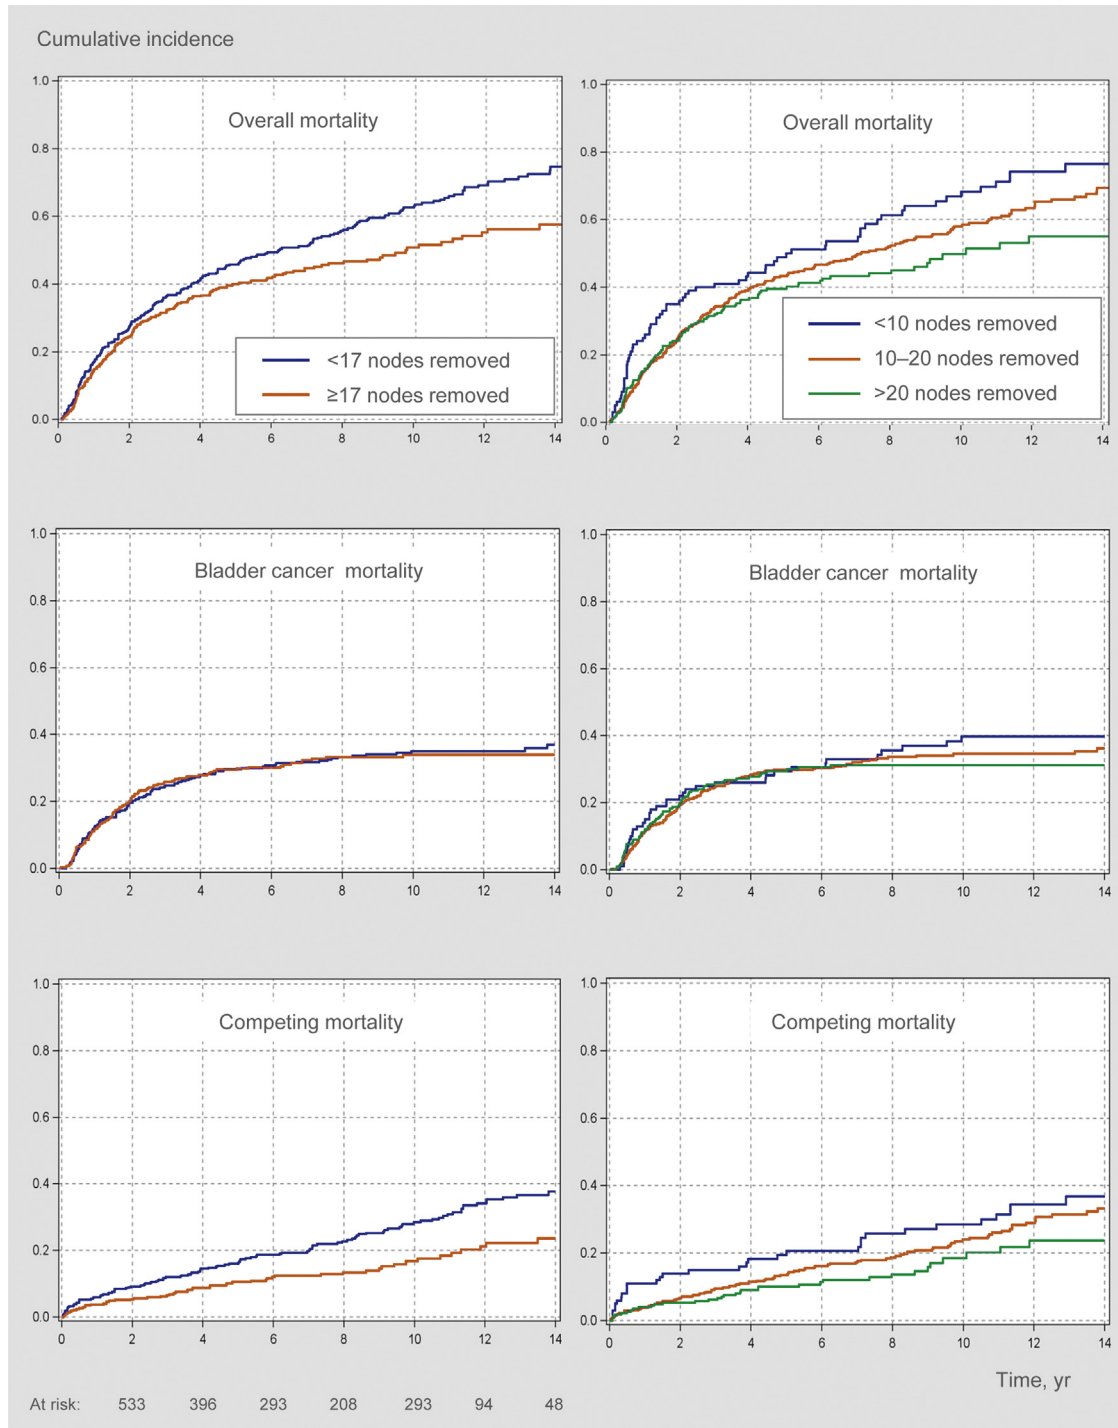 Cumulative incidence
Overall mortality
1.0
0.8
0.6
0.4
0.2
0.0
<17 nodes removed
≥17 nodes removed
0 2 4 6 8 10 12 14
Overall mortality
1.0
0.8
0.6
0.4
0.2
0.0
<10 nodes removed
10–20 nodes removed
>20 nodes removed
0 2 4 6 8 10 12 14
Bladder cancer mortality
1.0
0.8
0.6
0.4
0.2
0.0
0 2 4 6 8 10 12 14
Bladder cancer mortality
1.0
0.8
0.6
0.4
0.2
0.0
0 2 4 6 8 10 12 14
Competing mortality
1.0
0.8
0.6
0.4
0.2
0.0
0 2 4 6 8 10 12 14
Competing mortality
1.0
0.8
0.6
0.4
0.2
0.0
0 2 4 6 8 10 12 14
Time, yr
At risk: 533 396 293 208 293 94 48